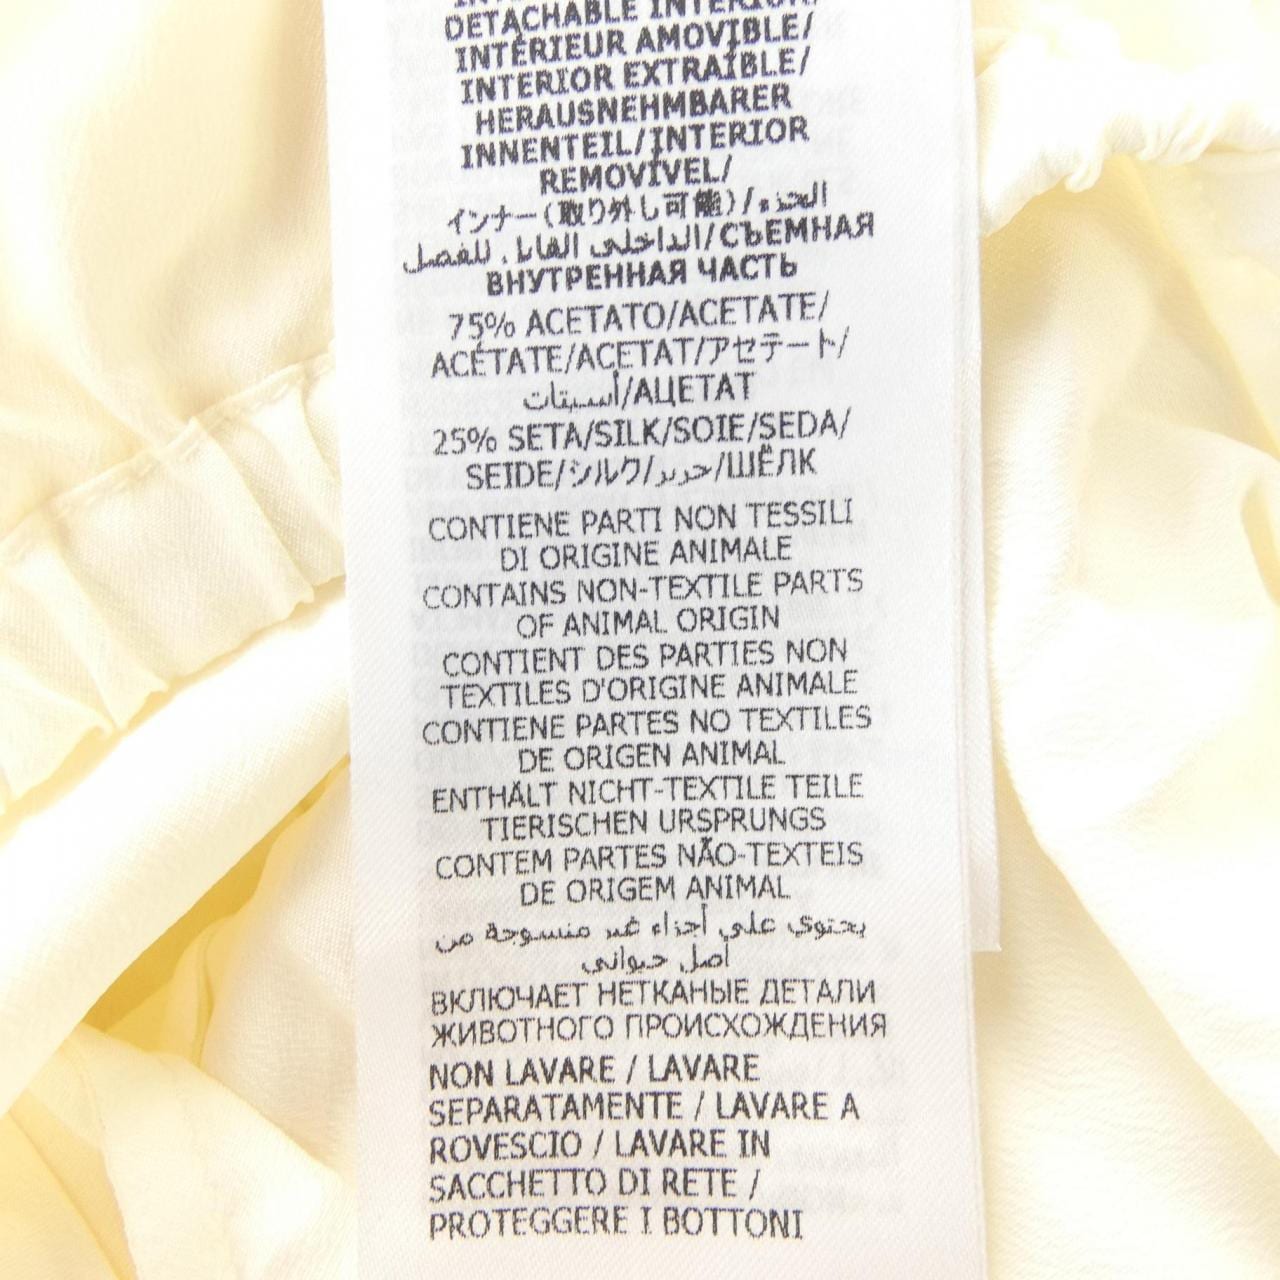 DETACHABLE INTERIOR/
INTÉRIEUR AMOVIBLE/
INTERIOR EXTRAÍBLE/
HERAUSNEHMBARER
INNENTEIL/INTERIOR
REMOVÍVEL/
インナー(取り外し可能)/الجزء
الداخلي القابل للفصل/СЪЕМНАЯ
ВНУТРЕННАЯ ЧАСТЬ
75% ACETATO/ACETATE/
ACÉTATE/ACETAT/アセテート/
أسيتات/АЦЕТАТ
25% SETA/SILK/SOIE/SEDA/
SEIDE/シルク/حرير/ШЁЛК
CONTIENE PARTI NON TESSILI
DI ORIGINE ANIMALE
CONTAINS NON-TEXTILE PARTS
OF ANIMAL ORIGIN
CONTIENT DES PARTIES NON
TEXTILES D'ORIGINE ANIMALE
CONTIENE PARTES NO TEXTILES
DE ORIGEN ANIMAL
ENTHÄLT NICHT-TEXTILE TEILE
TIERISCHEN URSPRUNGS
CONTEM PARTES NÃO-TEXTEIS
DE ORIGEM ANIMAL
يحتوي على أجزاء غير منسوجة من
أصل حيواني
ВКЛЮЧАЕТ НЕТКАНЫЕ ДЕТАЛИ
ЖИВОТНОГО ПРОИСХОЖДЕНИЯ
NON LAVARE / LAVARE
SEPARATAMENTE / LAVARE A
ROVESCIO / LAVARE IN
SACCHETTO DI RETE /
PROTEGGERE I BOTTONI